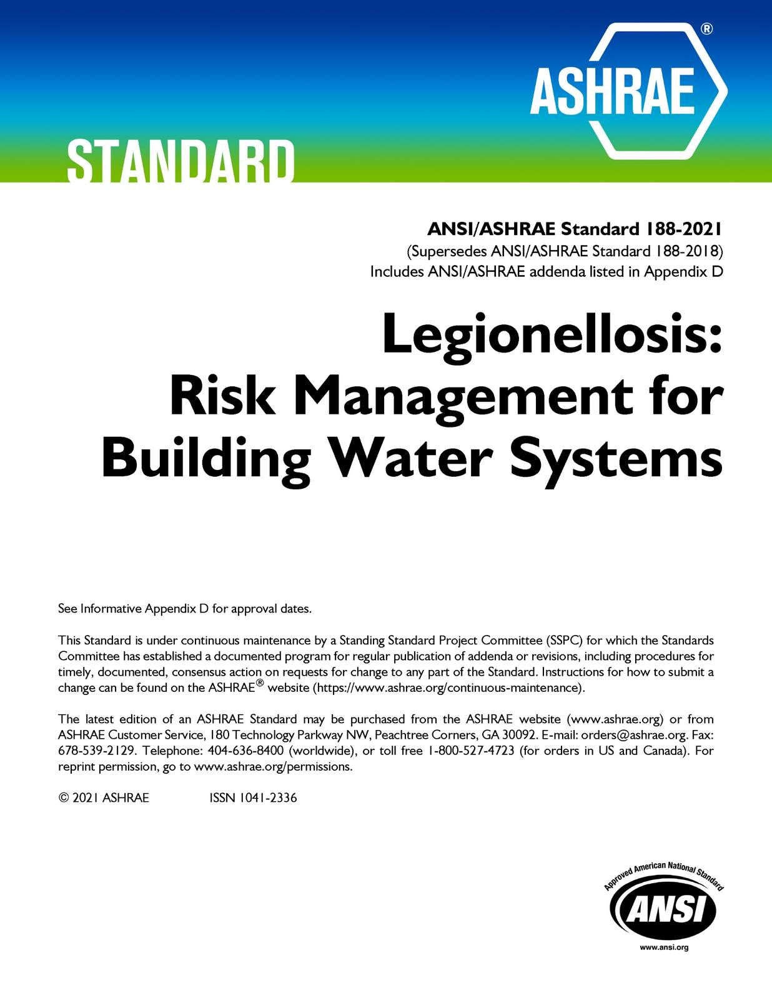 ASHRAE®
STANDARD
ANSI/ASHRAE Standard 188-2021
(Supersedes ANSI/ASHRAE Standard 188-2018)
Includes ANSI/ASHRAE addenda listed in Appendix D
Legionellosis:
Risk Management for
Building Water Systems
See Informative Appendix D for approval dates.
This Standard is under continuous maintenance by a Standing Standard Project Committee (SSPC) for which the Standards
Committee has established a documented program for regular publication of addenda or revisions, including procedures for
timely, documented, consensus action on requests for change to any part of the Standard. Instructions for how to submit a
change can be found on the ASHRAE® website (https://www.ashrae.org/continuous-maintenance).
The latest edition of an ASHRAE Standard may be purchased from the ASHRAE website (www.ashrae.org) or from
ASHRAE Customer Service, 180 Technology Parkway NW, Peachtree Corners, GA 30092. E-mail: orders@ashrae.org. Fax:
678-539-2129. Telephone: 404-636-8400 (worldwide), or toll free 1-800-527-4723 (for orders in US and Canada). For
reprint permission, go to www.ashrae.org/permissions.
© 2021 ASHRAE ISSN 1041-2336
Approved American National Standard
ANSI
www.ansi.org